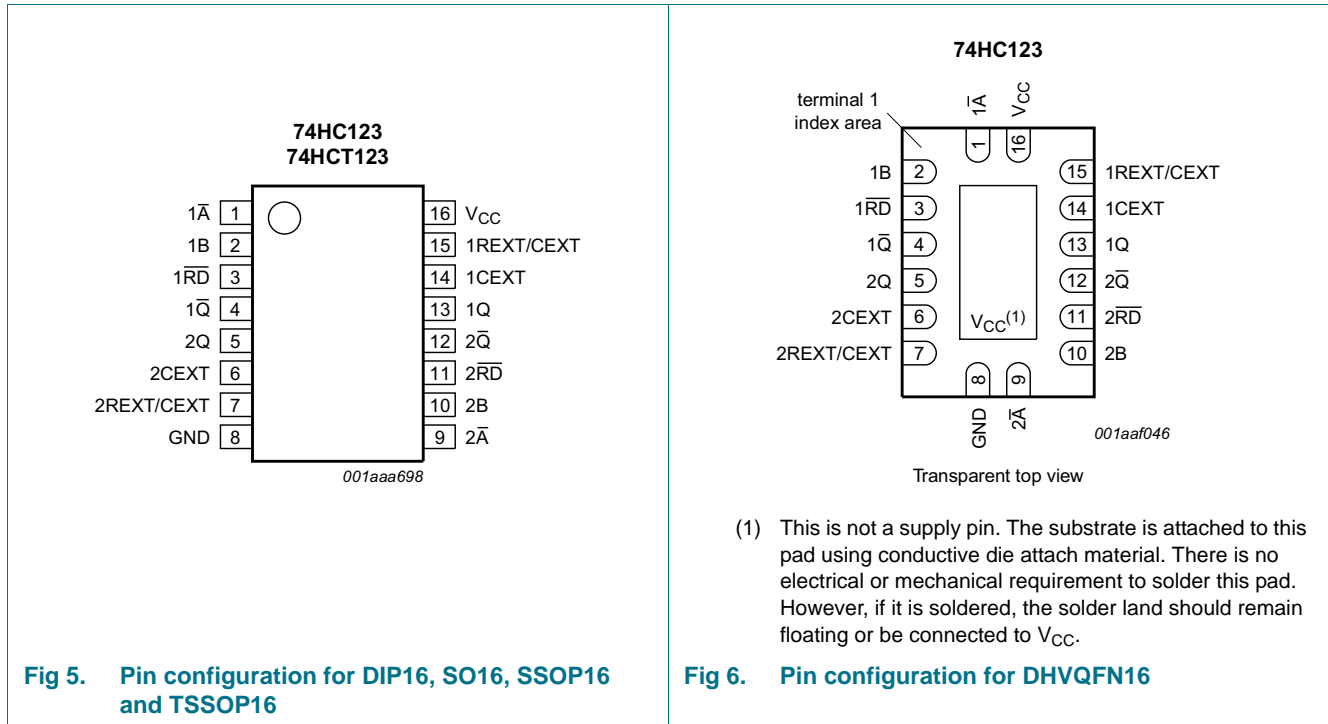 74HC123
74HCT123
1A̅ 1
1B 2
1R̅D̅ 3
1Q̅ 4
2Q 5
2CEXT 6
2REXT/CEXT 7
GND 8
16 VCC
15 1REXT/CEXT
14 1CEXT
13 1Q
12 2Q̅
11 2R̅D̅
10 2B
9 2A̅
001aaa698
Fig 5. Pin configuration for DIP16, SO16, SSOP16
and TSSOP16
74HC123
terminal 1
index area
1A̅ 1
VCC 16
1B 2
1R̅D̅ 3
1Q̅ 4
2Q 5
2CEXT 6
2REXT/CEXT 7
15 1REXT/CEXT
14 1CEXT
13 1Q
12 2Q̅
11 2R̅D̅
10 2B
VCC(1)
GND 8
2A̅ 9
001aaf046
Transparent top view
(1) This is not a supply pin. The substrate is attached to this
pad using conductive die attach material. There is no
electrical or mechanical requirement to solder this pad.
However, if it is soldered, the solder land should remain
floating or be connected to VCC.
Fig 6. Pin configuration for DHVQFN16